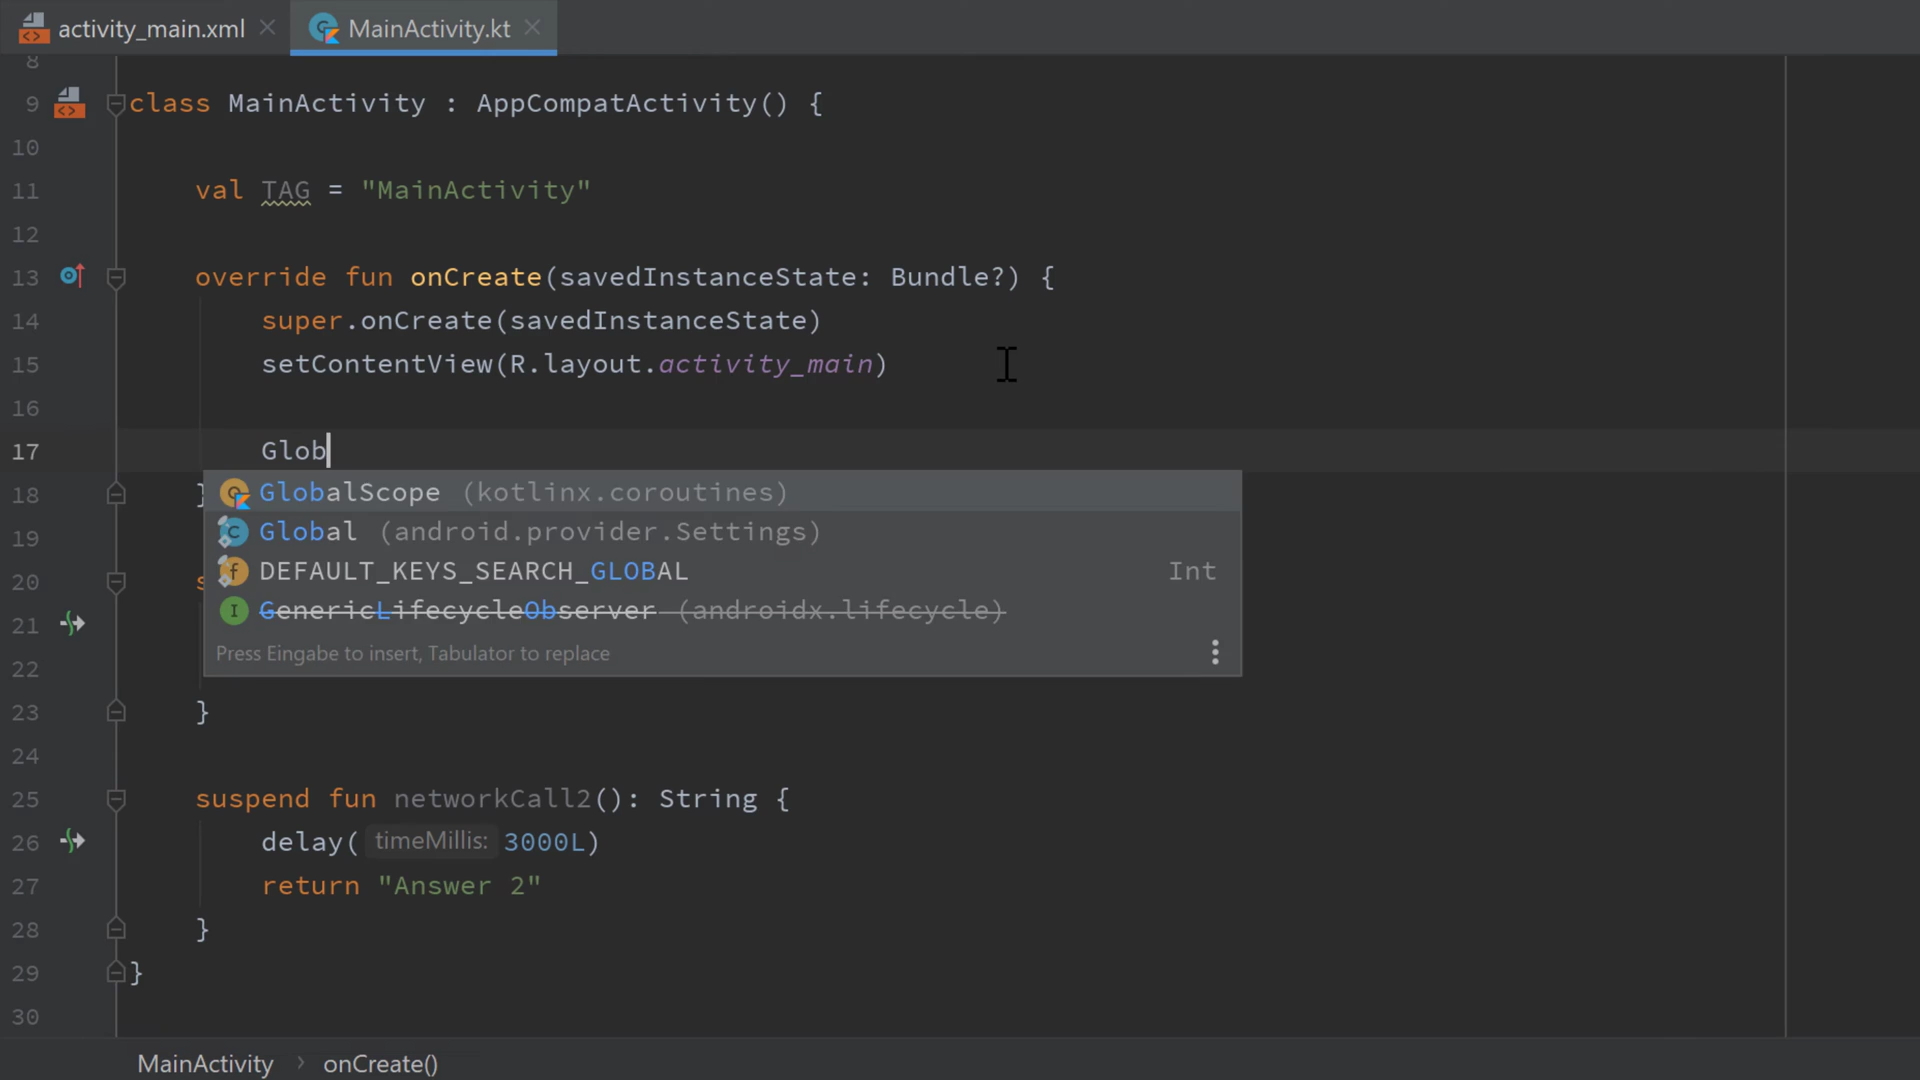 activity_main.xml MainActivity.kt
8
9 class MainActivity : AppCompatActivity() {
10
11 val TAG = "MainActivity"
12
13 override fun onCreate(savedInstanceState: Bundle?) {
14 super.onCreate(savedInstanceState)
15 setContentView(R.layout.activity_main)
16
17 Glob
18 }
GlobalScope (kotlinx.coroutines)
19
Global (android.provider.Settings)
20 s
DEFAULT_KEYS_SEARCH_GLOBAL Int
21
GenericLifecycleObserver (androidx.lifecycle)
22
Press Eingabe to insert, Tabulator to replace
23 }
24
25 suspend fun networkCall2(): String {
26 delay( timeMillis: 3000L)
27 return "Answer 2"
28 }
29 }
30
MainActivity › onCreate()